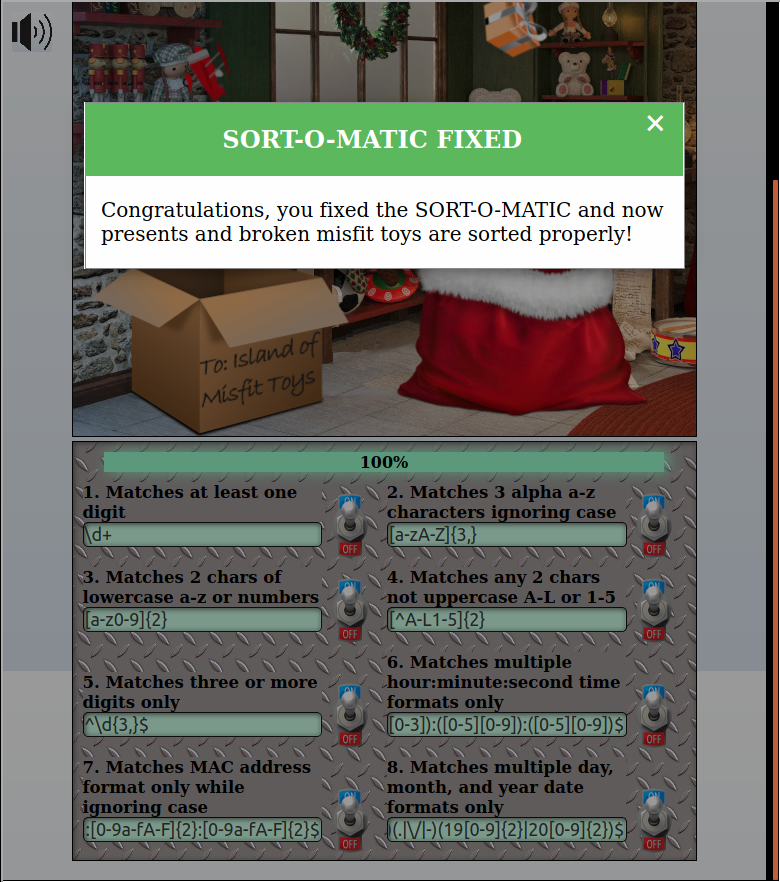 SORT-O-MATIC FIXED
Congratulations, you fixed the SORT-O-MATIC and now
presents and broken misfit toys are sorted properly!
To: Island of
Misfit Toys
100%
1. Matches at least one
digit
\d+
ON
OFF
2. Matches 3 alpha a-z
characters ignoring case
[a-zA-Z]{3,}
ON
OFF
3. Matches 2 chars of
lowercase a-z or numbers
[a-z0-9]{2}
ON
OFF
4. Matches any 2 chars
not uppercase A-L or 1-5
[^A-L1-5]{2}
ON
OFF
5. Matches three or more
digits only
^\d{3,}$
ON
OFF
6. Matches multiple
hour:minute:second time
formats only
[0-3]):([0-5][0-9]):([0-5][0-9])$
ON
OFF
7. Matches MAC address
format only while
ignoring case
:[0-9a-fA-F]{2}:[0-9a-fA-F]{2}$
ON
OFF
8. Matches multiple day,
month, and year date
formats only
)(.|\/|-)(19[0-9]{2}|20[0-9]{2})$
ON
OFF